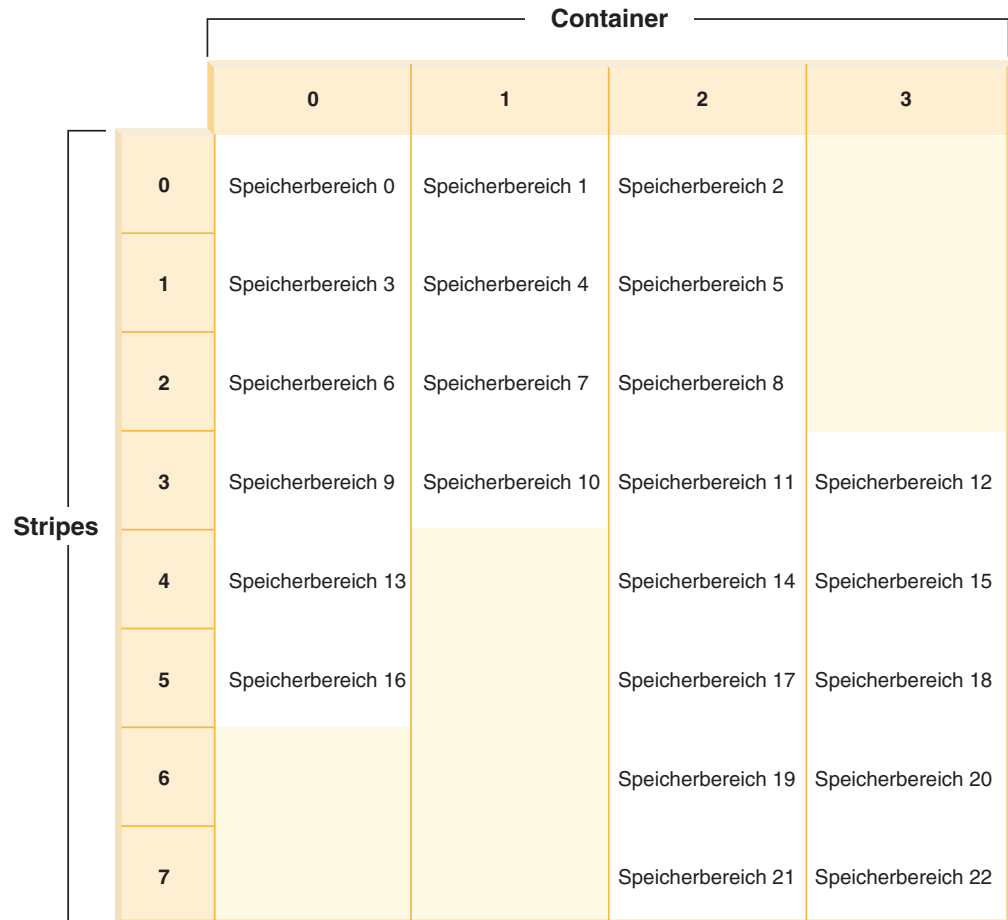 Container
0 1 2 3
0 Speicherbereich 0 Speicherbereich 1 Speicherbereich 2
1 Speicherbereich 3 Speicherbereich 4 Speicherbereich 5
2 Speicherbereich 6 Speicherbereich 7 Speicherbereich 8
3 Speicherbereich 9 Speicherbereich 10 Speicherbereich 11 Speicherbereich 12
Stripes
4 Speicherbereich 13 Speicherbereich 14 Speicherbereich 15
5 Speicherbereich 16 Speicherbereich 17 Speicherbereich 18
6 Speicherbereich 19 Speicherbereich 20
7 Speicherbereich 21 Speicherbereich 22